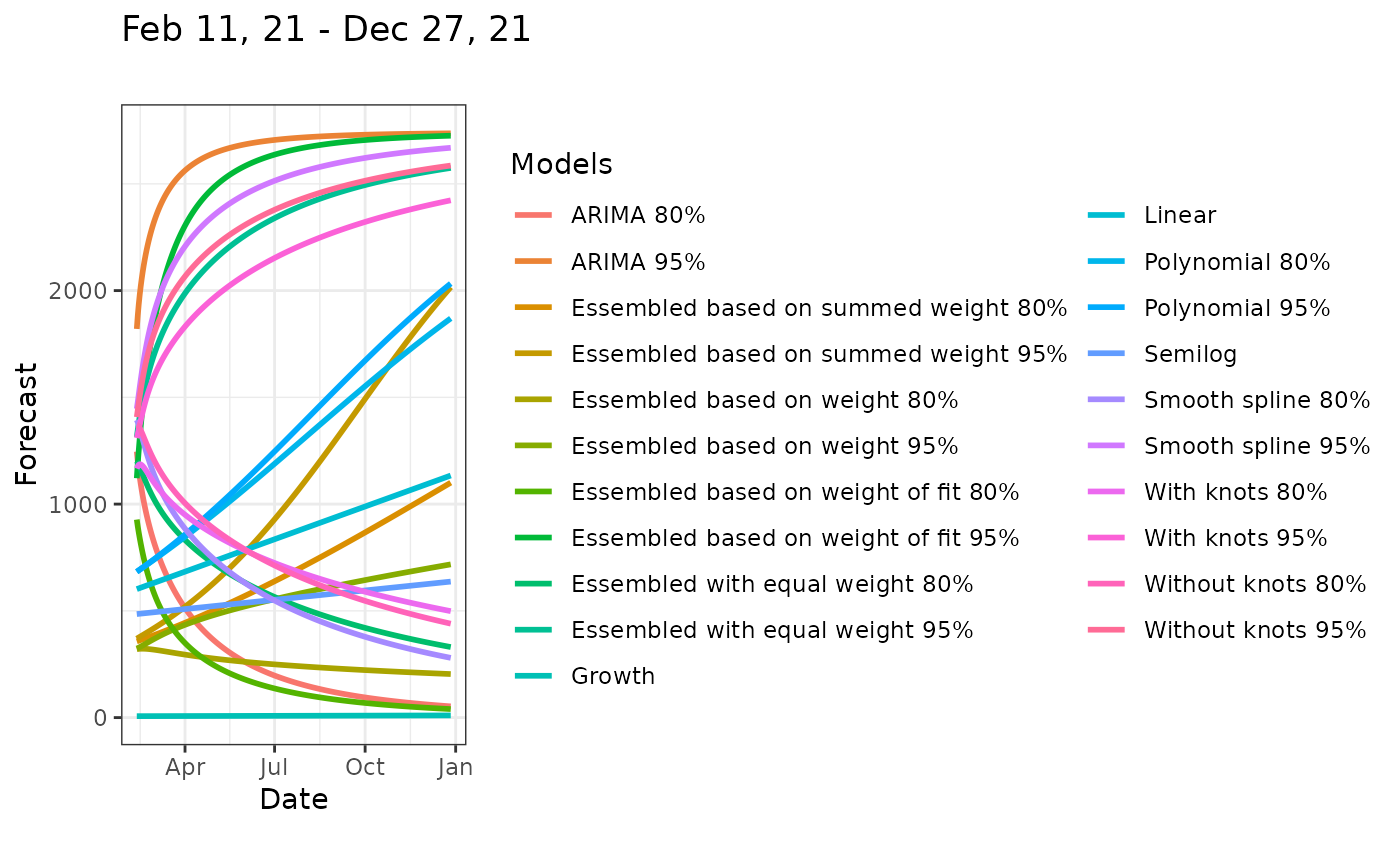 Feb 11, 21 - Dec 27, 21
Forecast
2000
1000
0
Apr
Jul
Oct
Jan
Date
Models
ARIMA 80%
ARIMA 95%
Essembled based on summed weight 80%
Essembled based on summed weight 95%
Essembled based on weight 80%
Essembled based on weight 95%
Essembled based on weight of fit 80%
Essembled based on weight of fit 95%
Essembled with equal weight 80%
Essembled with equal weight 95%
Growth
Linear
Polynomial 80%
Polynomial 95%
Semilog
Smooth spline 80%
Smooth spline 95%
With knots 80%
With knots 95%
Without knots 80%
Without knots 95%